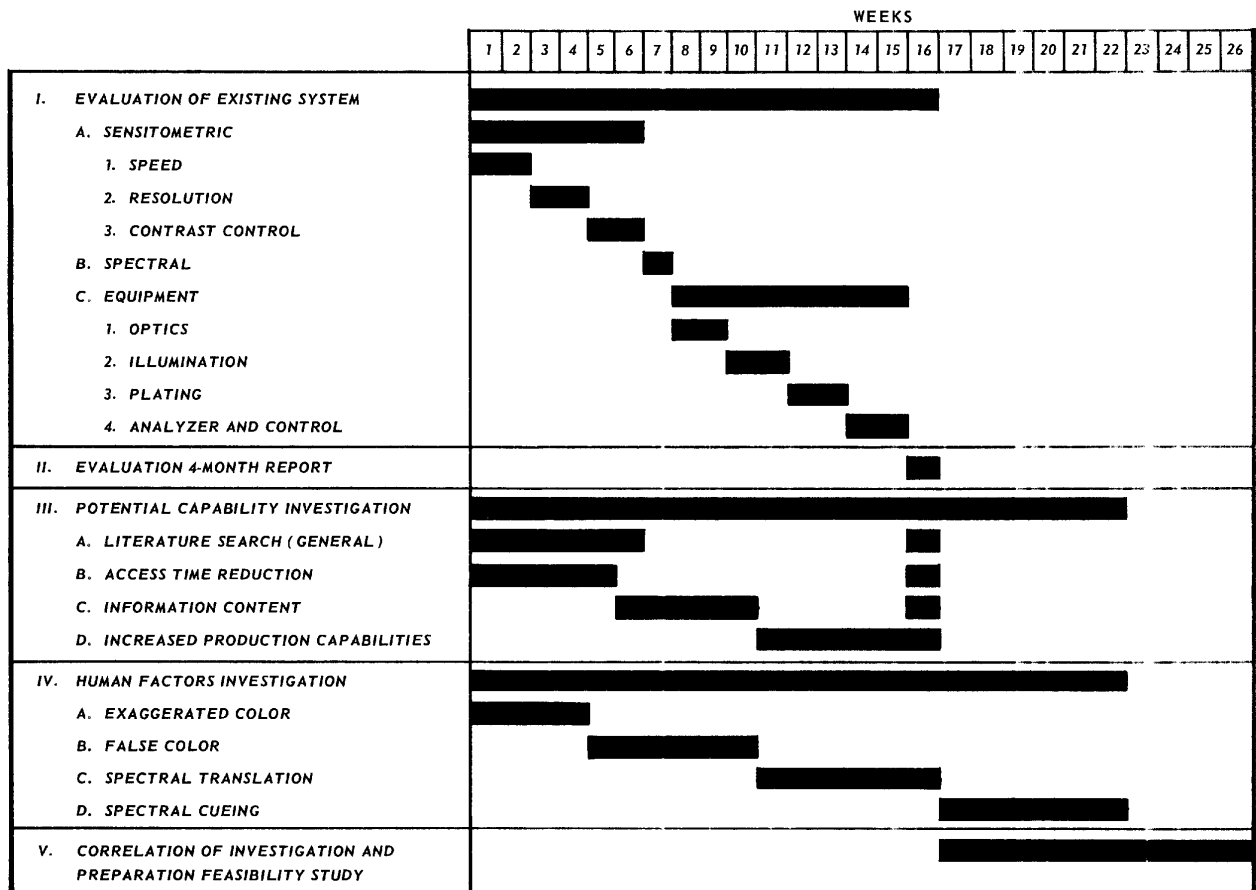 WEEKS
1 2 3 4 5 6 7 8 9 10 11 12 13 14 15 16 17 18 19 20 21 22 23 24 25 26
I. EVALUATION OF EXISTING SYSTEM
A. SENSITOMETRIC
1. SPEED
2. RESOLUTION
3. CONTRAST CONTROL
B. SPECTRAL
C. EQUIPMENT
1. OPTICS
2. ILLUMINATION
3. PLATING
4. ANALYZER AND CONTROL
II. EVALUATION 4-MONTH REPORT
III. POTENTIAL CAPABILITY INVESTIGATION
A. LITERATURE SEARCH (GENERAL)
B. ACCESS TIME REDUCTION
C. INFORMATION CONTENT
D. INCREASED PRODUCTION CAPABILITIES
IV. HUMAN FACTORS INVESTIGATION
A. EXAGGERATED COLOR
B. FALSE COLOR
C. SPECTRAL TRANSLATION
D. SPECTRAL CUEING
V. CORRELATION OF INVESTIGATION AND
PREPARATION FEASIBILITY STUDY